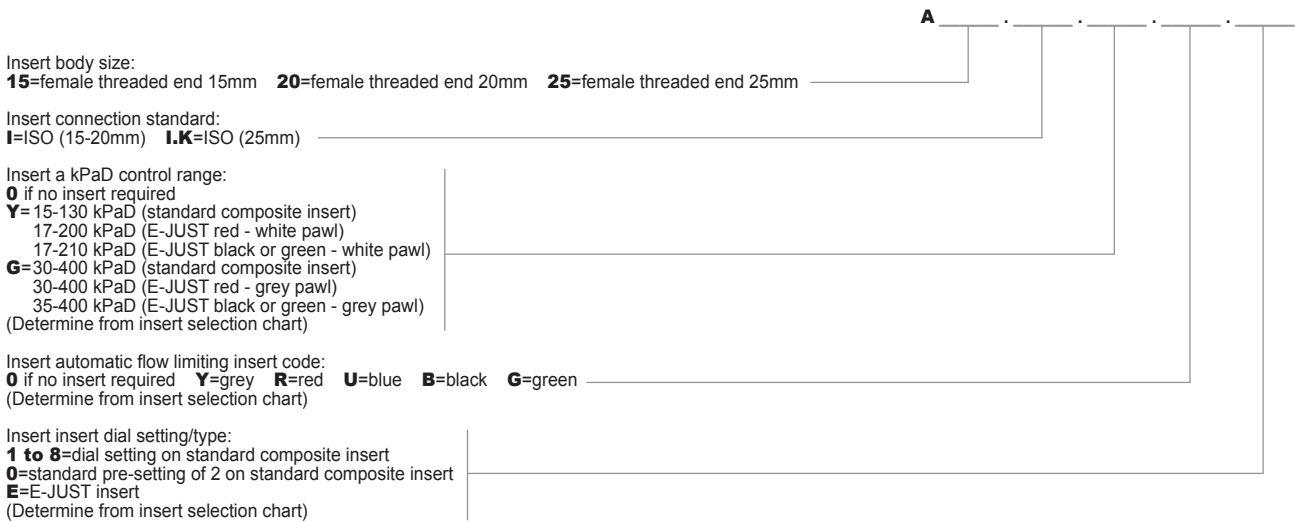 A _____ . _____ . _____ . _____ . _____
Insert body size:
15=female threaded end 15mm 20=female threaded end 20mm 25=female threaded end 25mm
Insert connection standard:
I=ISO (15-20mm) I.K=ISO (25mm)
Insert a kPaD control range:
0 if no insert required
Y=15-130 kPaD (standard composite insert)
17-200 kPaD (E-JUST red - white pawl)
17-210 kPaD (E-JUST black or green - white pawl)
G=30-400 kPaD (standard composite insert)
30-400 kPaD (E-JUST red - grey pawl)
35-400 kPaD (E-JUST black or green - grey pawl)
(Determine from insert selection chart)
Insert automatic flow limiting insert code:
0 if no insert required Y=grey R=red U=blue B=black G=green
(Determine from insert selection chart)
Insert insert dial setting/type:
1 to 8=dial setting on standard composite insert
0=standard pre-setting of 2 on standard composite insert
E=E-JUST insert
(Determine from insert selection chart)